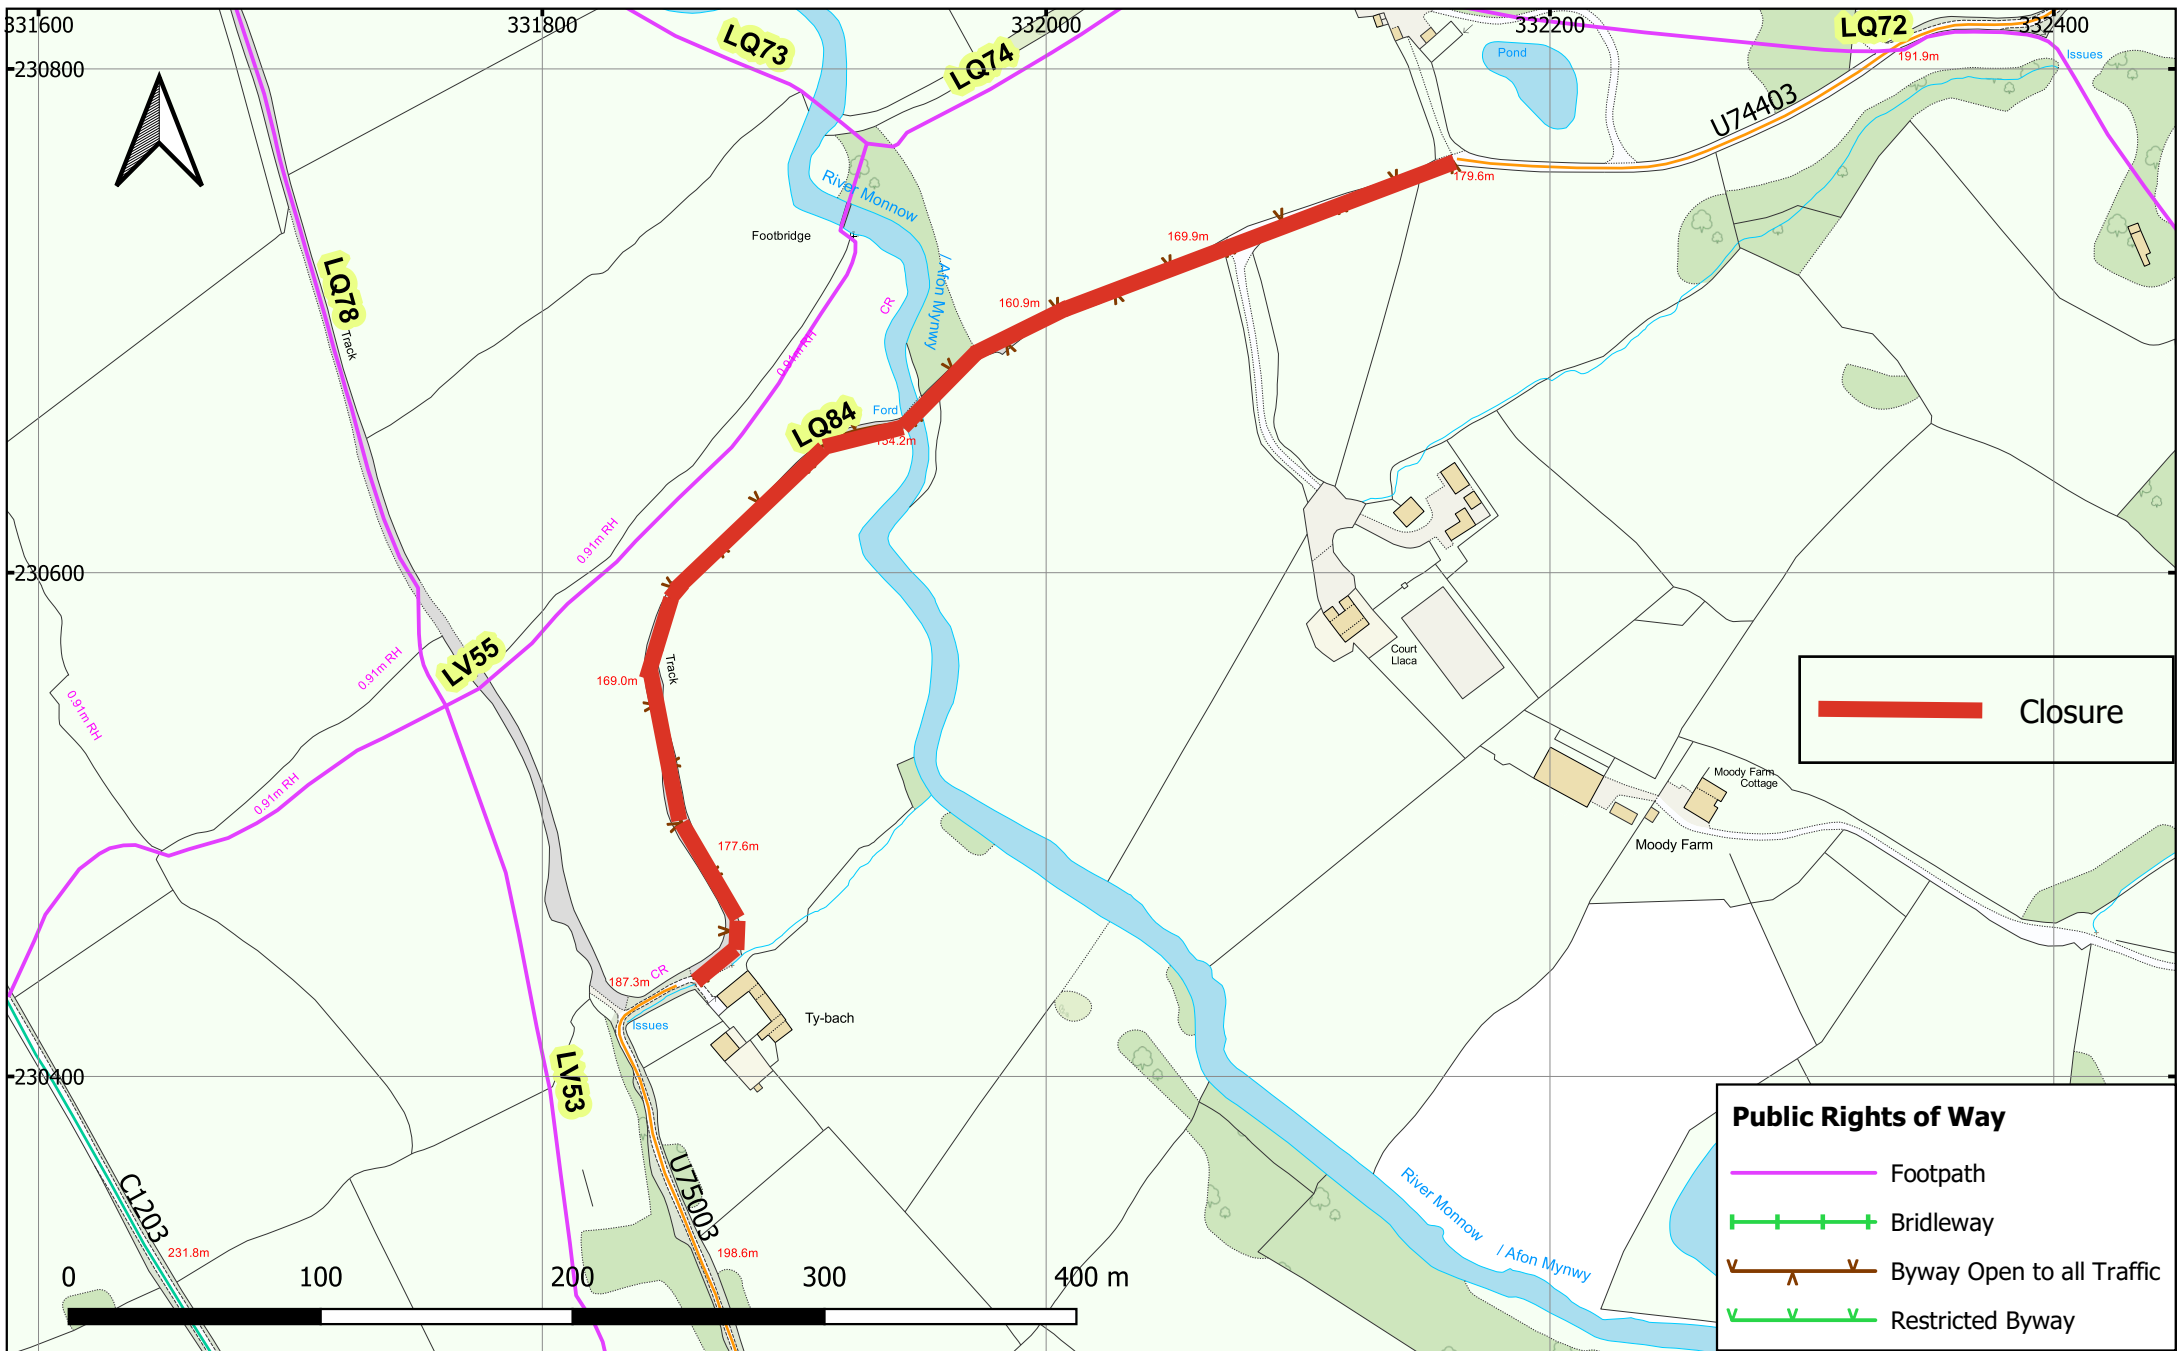 331600
331800
332000
332200
332400
230800
230600
230400
LQ73
LQ74
LQ72
191.9m
Issues
Pond
U74403
179.6m
River Monnow
/ Afon Mynwy
Footbridge
CR
169.9m
160.9m
LQ78
Track
0.91m RH
LQ84
Ford
154.2m
0.91m RH
LV55
0.91m RH
0.91m RH
0.91m RH
Track
169.0m
177.6m
Court
Llaca
Closure
Moody Farm
Cottage
Moody Farm
187.3m
CR
Issues
Ty-bach
LV53
U75003
198.6m
C1203
231.8m
River Monnow
/ Afon Mynwy
0
100
200
300
400 m
Public Rights of Way
Footpath
Bridleway
Byway Open to all Traffic
Restricted Byway